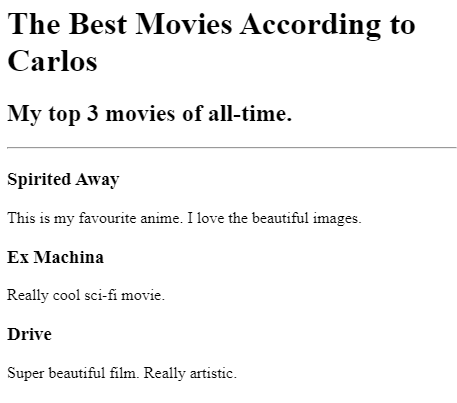 The Best Movies According to
Carlos
My top 3 movies of all-time.
Spirited Away
This is my favourite anime. I love the beautiful images.
Ex Machina
Really cool sci-fi movie.
Drive
Super beautiful film. Really artistic.